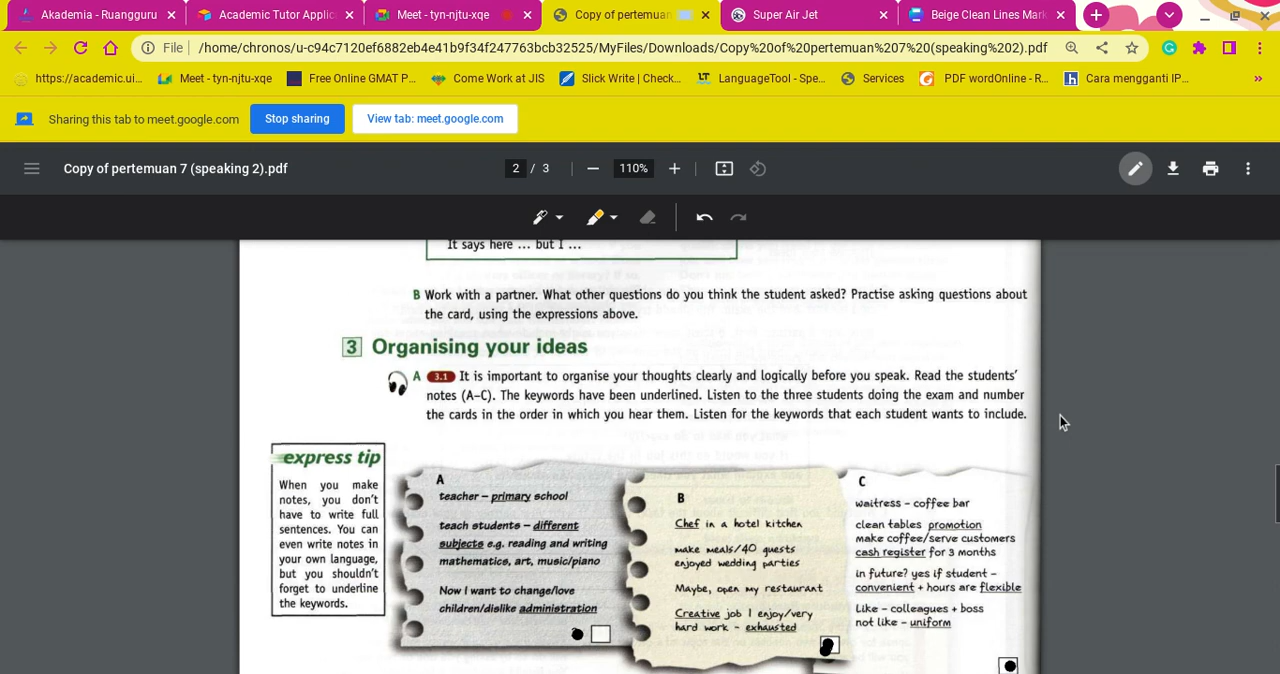 Akademia - Ruangguru
Academic Tutor Applic
Meet - tyn-njtu-xqe
Copy of pertemuan
Super Air Jet
Beige Clean Lines Mark
File
/home/chronos/u-c94c7120ef6882eb4e41b9f34f247763bcb32525/MyFiles/Downloads/Copy%20of%20pertemuan%207%20(speaking%202).pdf
https://academic.ui...
Meet - tyn-njtu-xqe
Free Online GMAT P...
Come Work at JIS
Slick Write | Check...
LanguageTool - Spe...
Services
PDF wordOnline - R...
Cara mengganti IP...
Sharing this tab to meet.google.com
Stop sharing
View tab: meet.google.com
Copy of pertemuan 7 (speaking 2).pdf
2 / 3
110%
It says here ... but I ...
B Work with a partner. What other questions do you think the student asked? Practise asking questions about
the card, using the expressions above.
3 Organising your ideas
A 3.1 It is important to organise your thoughts clearly and logically before you speak. Read the students'
notes (A–C). The keywords have been underlined. Listen to the three students doing the exam and number
the cards in the order in which you hear them. Listen for the keywords that each student wants to include.
express tip
When you make
notes, you don't
have to write full
sentences. You can
even write notes in
your own language,
but you shouldn't
forget to underline
the keywords.
A
teacher – primary school
teach students – different
subjects e.g. reading and writing
mathematics, art, music/piano
Now I want to change/love
children/dislike administration
B
Chef in a hotel kitchen
make meals/40 guests
enjoyed wedding parties
Maybe, open my restaurant
Creative job I enjoy/very
hard work – exhausted
C
waitress – coffee bar
clean tables promotion
make coffee/serve customers
cash register for 3 months
in future? yes if student –
convenient + hours are flexible
Like – colleagues + boss
not like – uniform